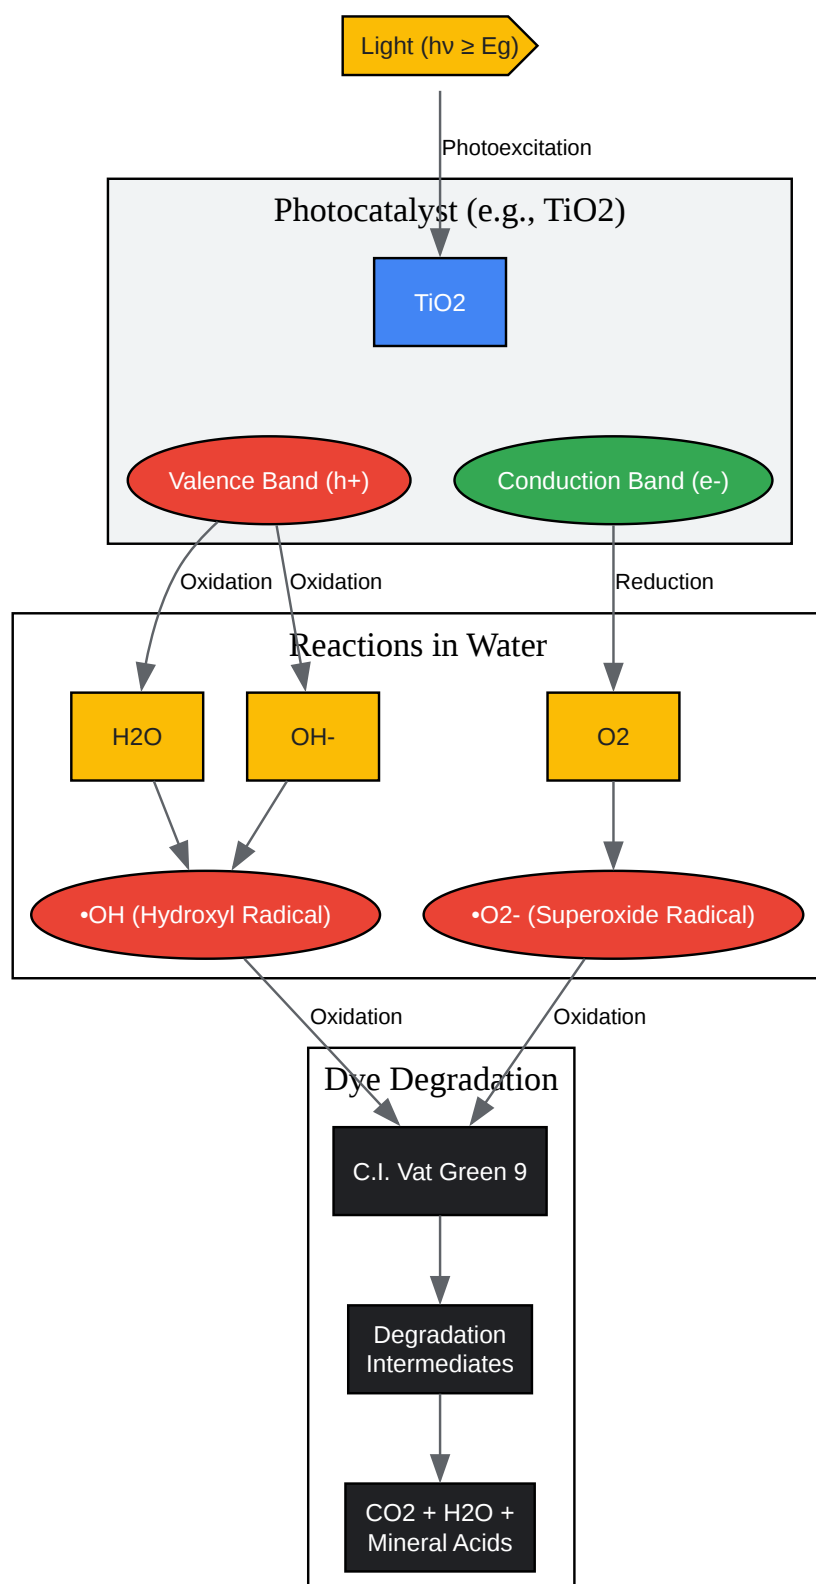 Light (hν ≥ Eg)
Photoexcitation
Photocatalyst (e.g., TiO2)
TiO2
Valence Band (h+)
Conduction Band (e-)
Oxidation
Oxidation
Reduction
Reactions in Water
H2O
OH-
O2
•OH (Hydroxyl Radical)
•O2- (Superoxide Radical)
Oxidation
Oxidation
Dye Degradation
C.I. Vat Green 9
Degradation
Intermediates
CO2 + H2O +
Mineral Acids